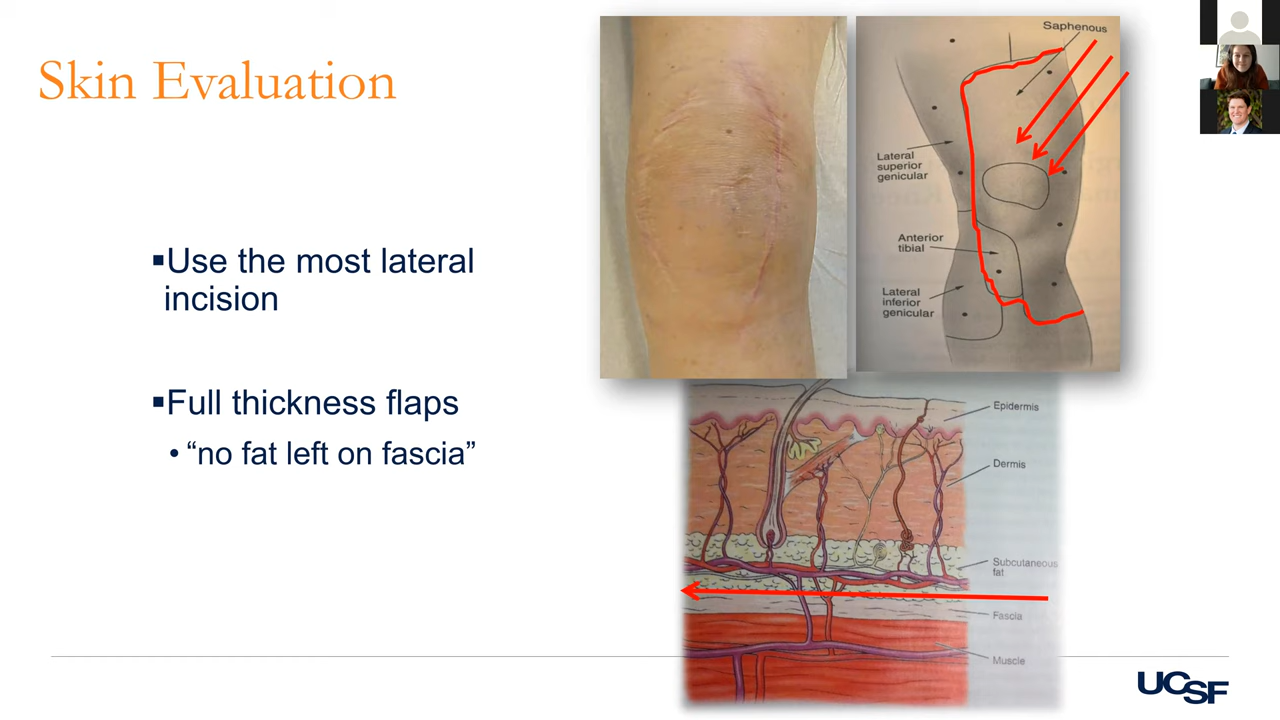 Skin Evaluation
▪Use the most lateral
incision
▪Full thickness flaps
• “no fat left on fascia”
Saphenous
Lateral
superior
genicular
Anterior
tibial
Lateral
inferior
genicular
Epidermis
Dermis
Subcutaneous
fat
Fascia
Muscle
UCSF